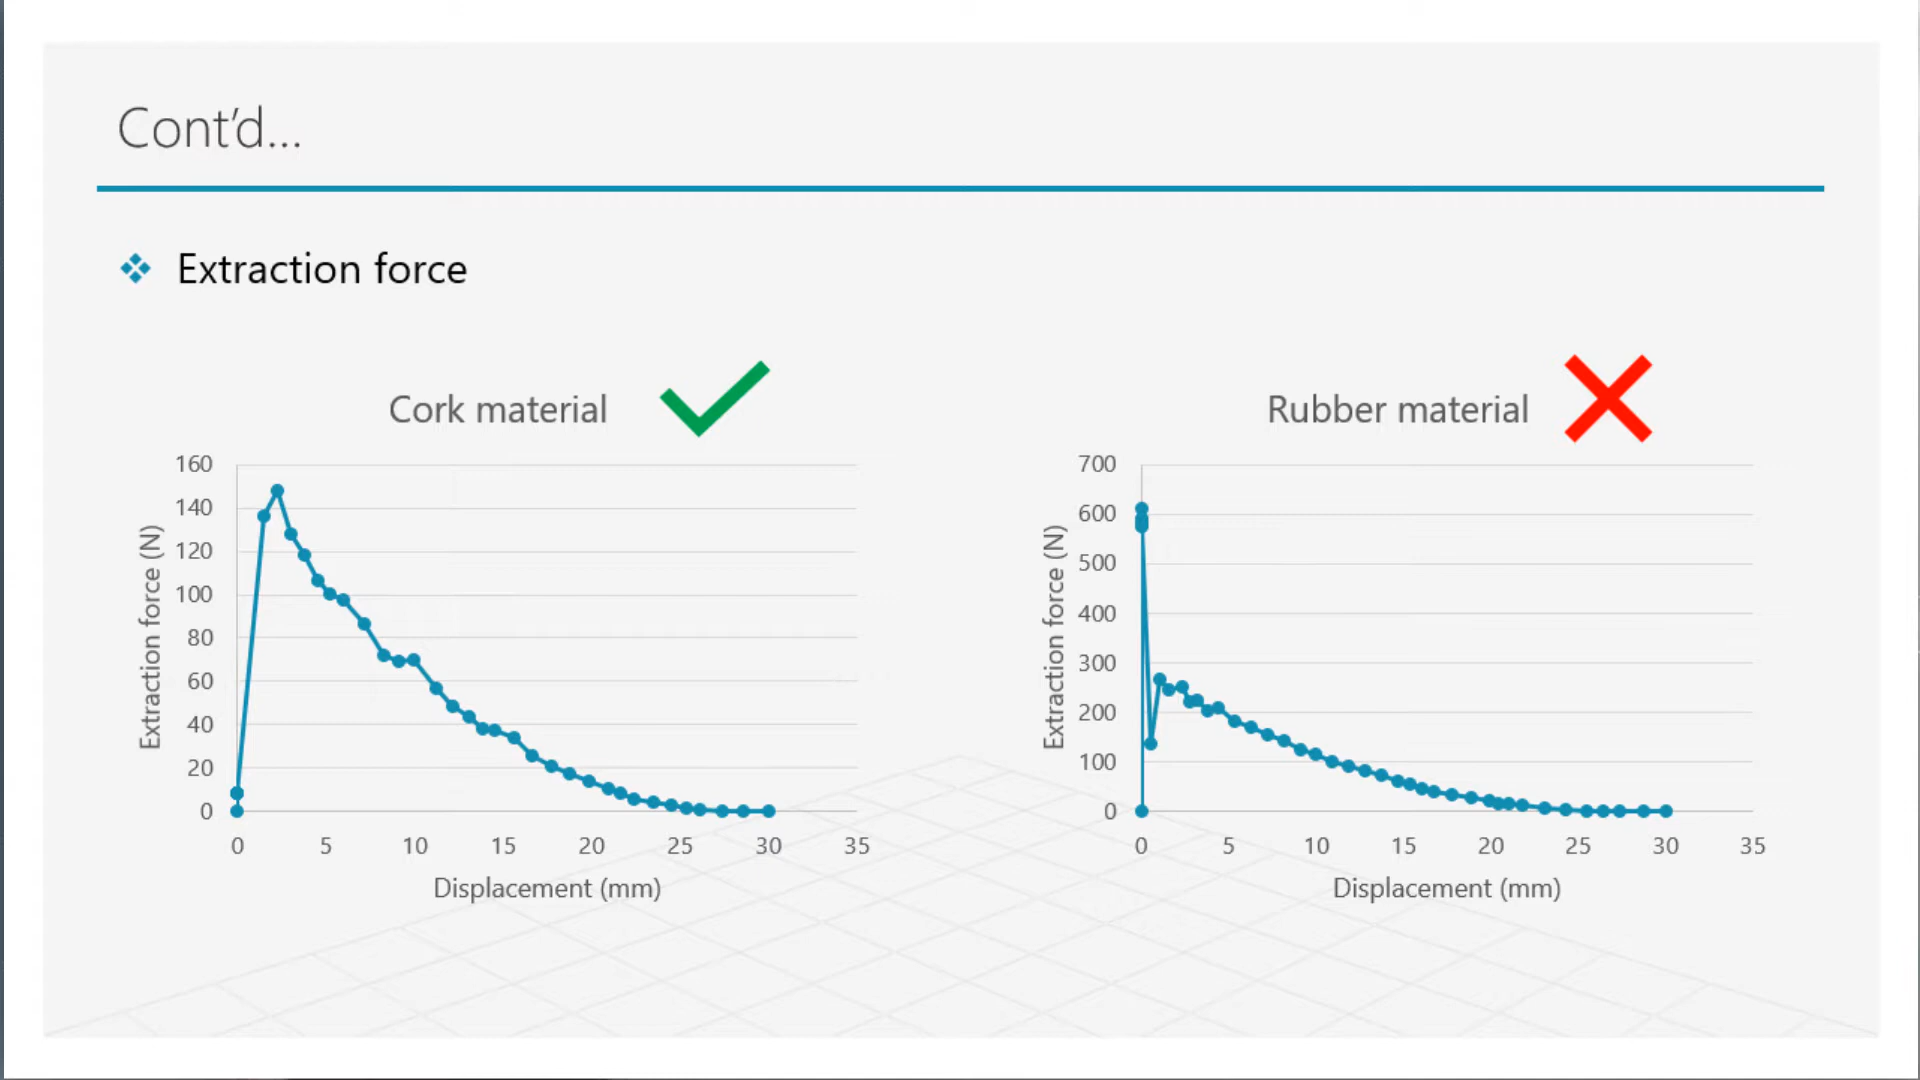 Cont'd...
Extraction force
Cork material
160
140
120
100
80
60
40
20
0
Extraction force (N)
0 5 10 15 20 25 30 35
Displacement (mm)
Rubber material
700
600
500
400
300
200
100
0
Extraction force (N)
0 5 10 15 20 25 30 35
Displacement (mm)